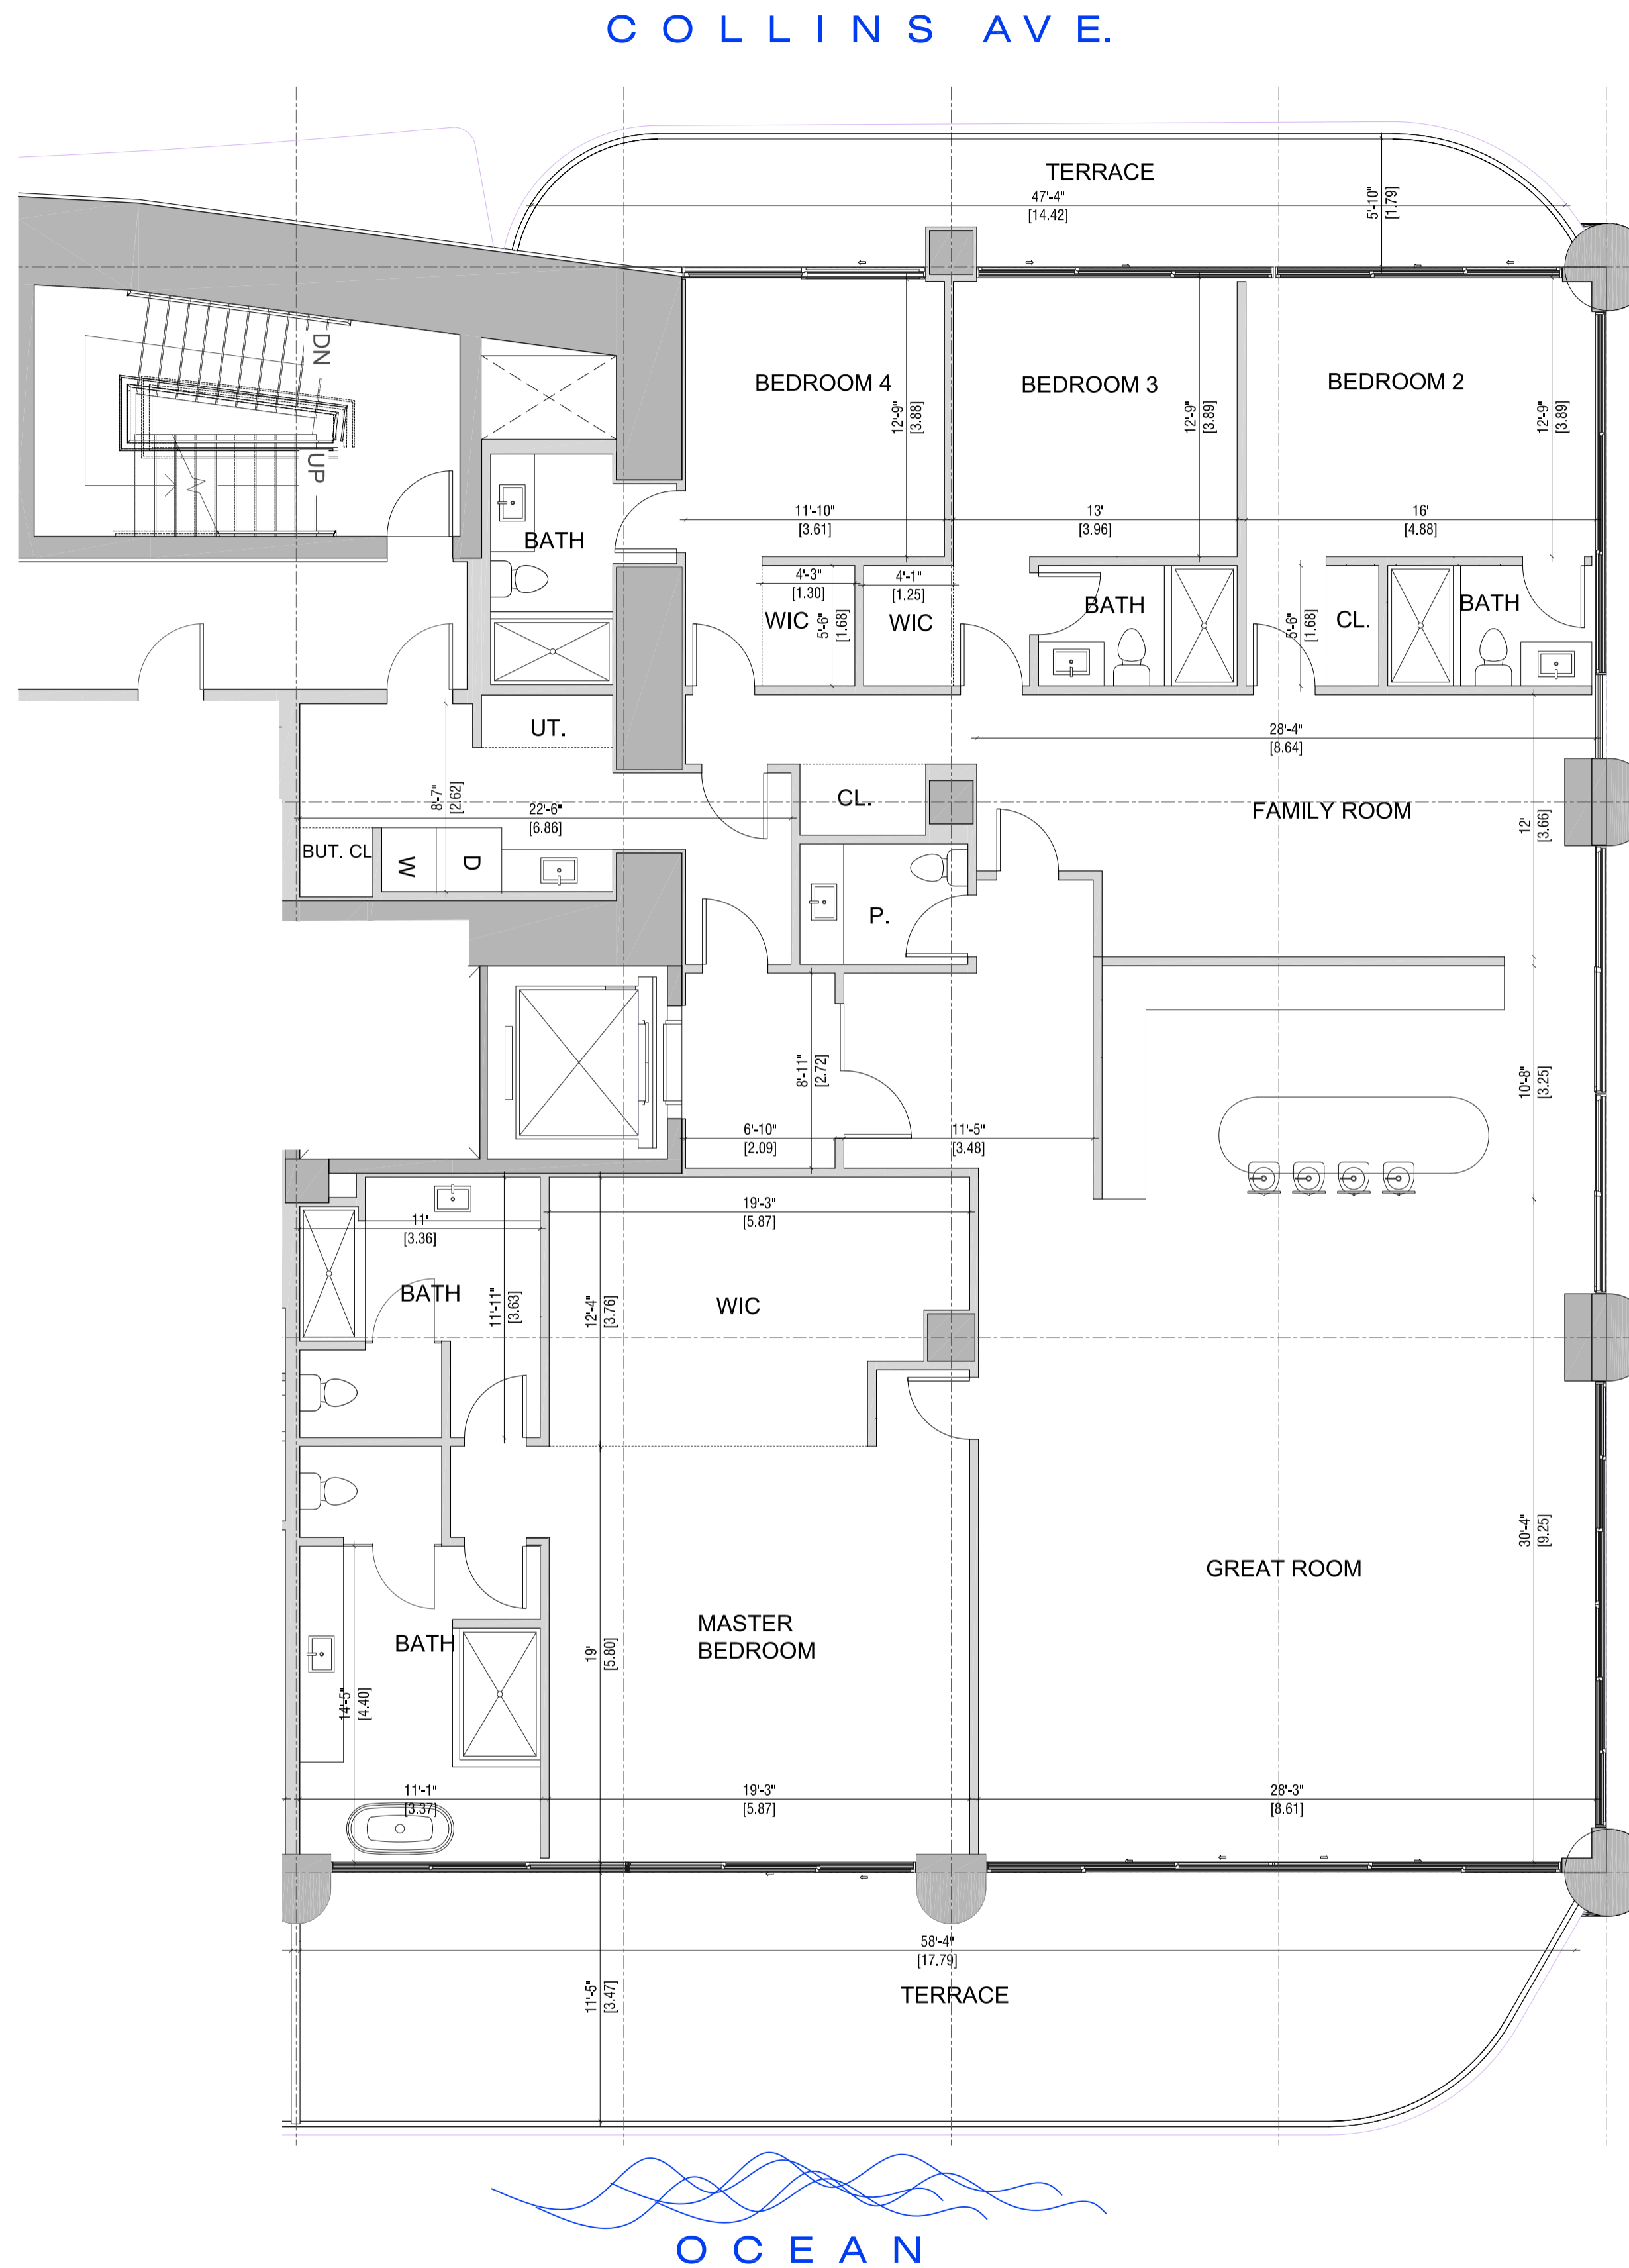 COLLINS AVE.
TERRACE
47'-4"
[14.42]
5'-10"
[1.79]
DN
UP
BEDROOM 4
12'-9"
[3.88]
BEDROOM 3
12'-9"
[3.89]
BEDROOM 2
12'-9"
[3.89]
11'-10"
[3.61]
13'
[3.96]
16'
[4.88]
BATH
4'-3"
[1.30]
WIC
5'-6"
[1.68]
4'-1"
[1.25]
WIC
BATH
5'-6"
[1.68]
CL.
BATH
UT.
28'-4"
[8.64]
8'-7"
[2.62]
22'-6"
[6.86]
CL.
FAMILY ROOM
12'
[3.66]
BUT. CL
W
D
P.
8'-11"
[2.72]
10'-8"
[3.25]
6'-10"
[2.09]
11'-5"
[3.48]
19'-3"
[5.87]
11'
[3.36]
BATH
11'-11"
[3.63]
12'-4"
[3.76]
WIC
30'-4"
[9.25]
GREAT ROOM
MASTER
BEDROOM
BATH
19'
[5.80]
14'-5"
[4.40]
11'-1"
[3.37]
19'-3"
[5.87]
28'-3"
[8.61]
58'-4"
[17.79]
11'-5"
[3.47]
TERRACE
OCEAN